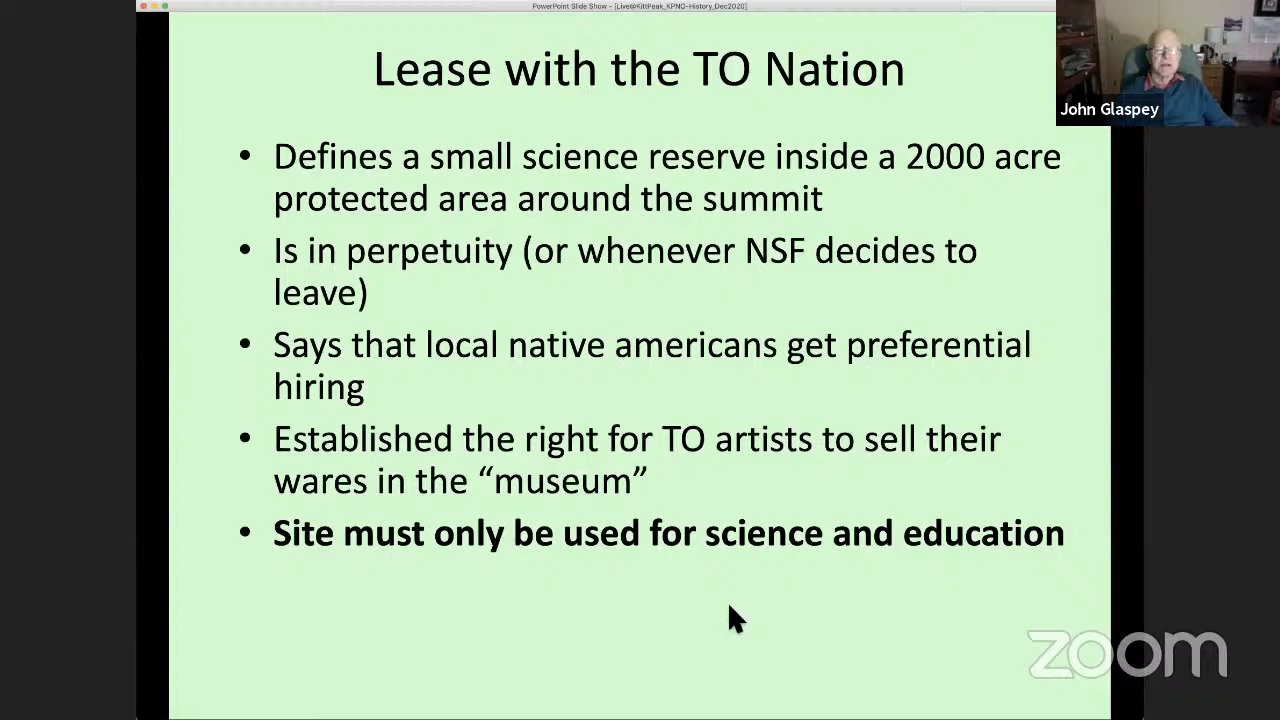 PowerPoint Slide Show - [Live@KittPeak_KPNO-History_Dec2020]
Lease with the TO Nation
John Glaspey
• Defines a small science reserve inside a 2000 acre
protected area around the summit
• Is in perpetuity (or whenever NSF decides to
leave)
• Says that local native americans get preferential
hiring
• Established the right for TO artists to sell their
wares in the “museum”
• Site must only be used for science and education
zoom